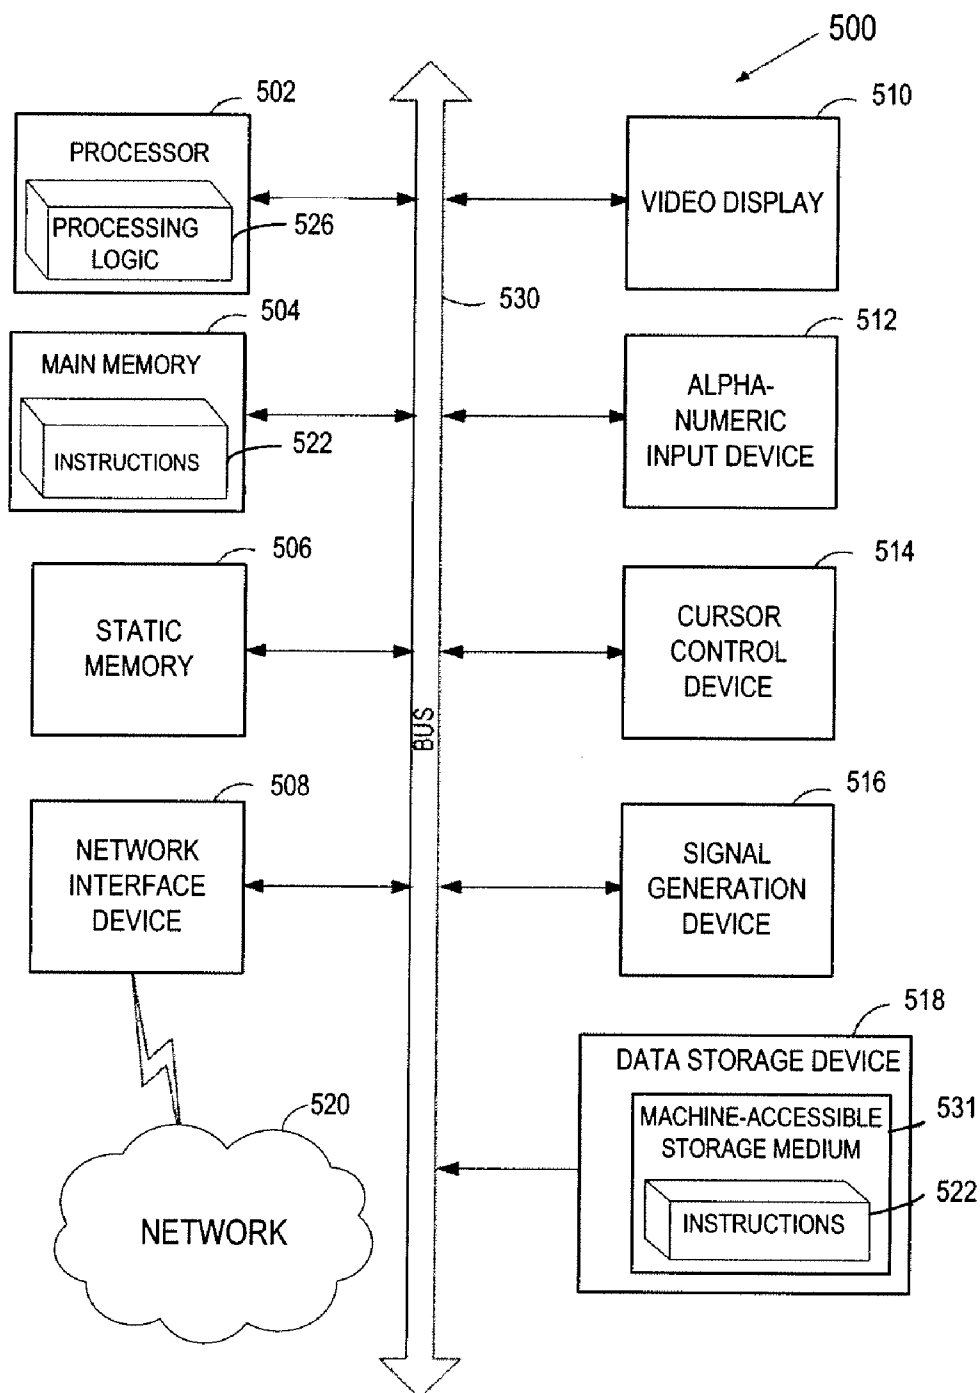 500
502
PROCESSOR
PROCESSING
LOGIC
526
504
MAIN MEMORY
INSTRUCTIONS
522
506
STATIC
MEMORY
508
NETWORK
INTERFACE
DEVICE
520
NETWORK
530
BUS
510
VIDEO DISPLAY
512
ALPHA-
NUMERIC
INPUT DEVICE
514
CURSOR
CONTROL
DEVICE
516
SIGNAL
GENERATION
DEVICE
518
DATA STORAGE DEVICE
MACHINE-ACCESSIBLE
STORAGE MEDIUM
531
INSTRUCTIONS
522